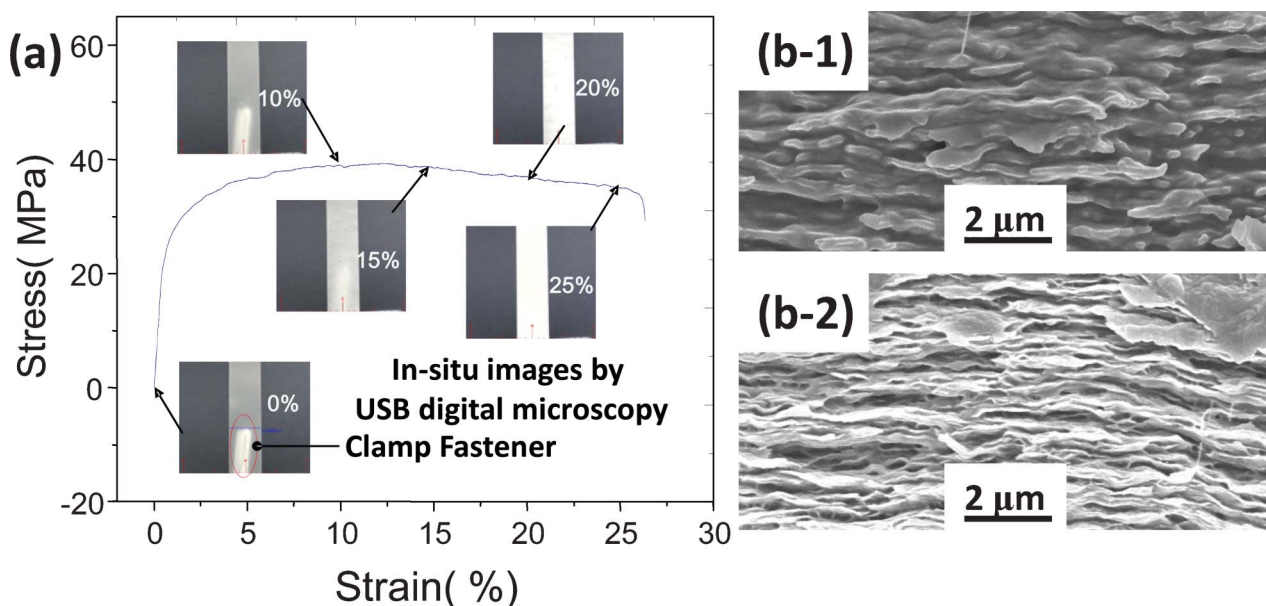 (a)
60
40
20
0
-20
Stress( MPa)
0
5
10
15
20
25
30
Strain( %)
10%
20%
15%
25%
0%
In-situ images by
USB digital microscopy
Clamp Fastener
(b-1)
2 μm
(b-2)
2 μm